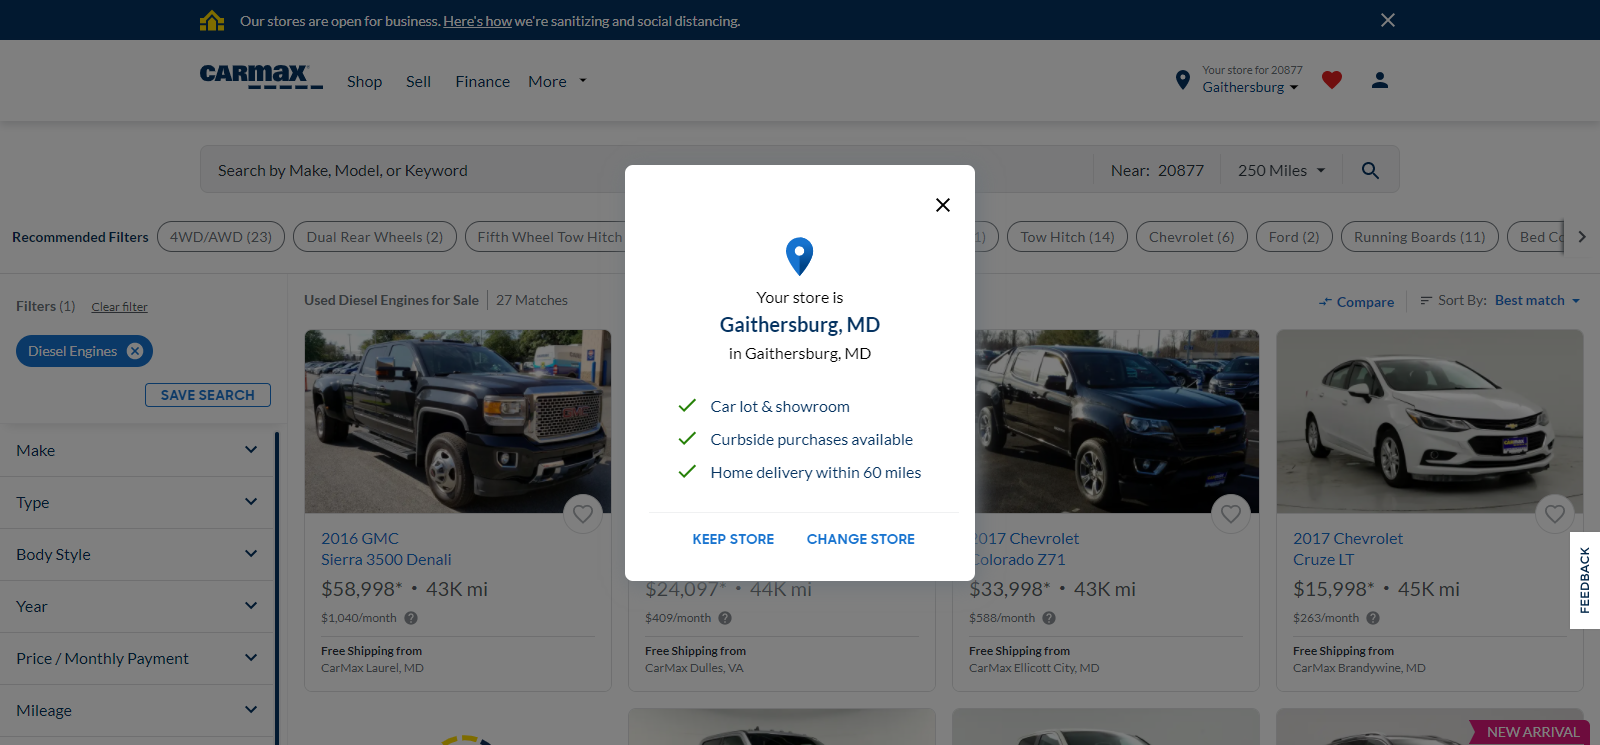 Our stores are open for business. Here's how we're sanitizing and social distancing.
CARMAX
Shop Sell Finance More
Your store for 20877
Gaithersburg
Search by Make, Model, or Keyword
Near: 20877
250 Miles
Recommended Filters
4WD/AWD (23)
Dual Rear Wheels (2)
Fifth Wheel Tow Hitch
1)
Tow Hitch (14)
Chevrolet (6)
Ford (2)
Running Boards (11)
Bed
Filters (1)
Clear filter
Diesel Engines
SAVE SEARCH
Make
Type
Body Style
Year
Price / Monthly Payment
Mileage
Used Diesel Engines for Sale
27 Matches
Compare
Sort By: Best match
Your store is
Gaithersburg, MD
in Gaithersburg, MD
Car lot & showroom
Curbside purchases available
Home delivery within 60 miles
KEEP STORE
CHANGE STORE
2016 GMC
Sierra 3500 Denali
$58,998* • 43K mi
$1,040/month
Free Shipping from
CarMax Laurel, MD
$24,097* • 44K mi
$409/month
Free Shipping from
CarMax Dulles, VA
2017 Chevrolet
Colorado Z71
$33,998* • 43K mi
$588/month
Free Shipping from
CarMax Ellicott City, MD
2017 Chevrolet
Cruze LT
$15,998* • 45K mi
$263/month
Free Shipping from
CarMax Brandywine, MD
FEEDBACK
NEW ARRIVAL